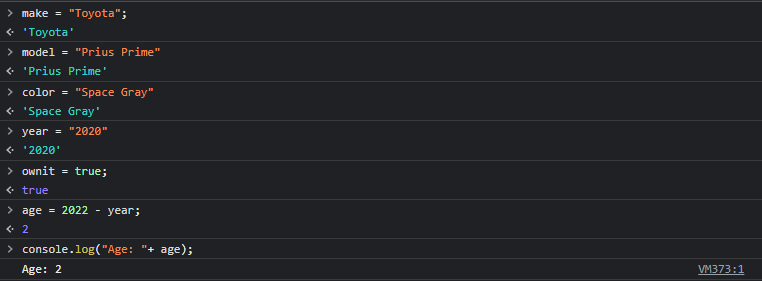 > make = "Toyota";
< 'Toyota'
> model = "Prius Prime"
< 'Prius Prime'
> color = "Space Gray"
< 'Space Gray'
> year = "2020"
< '2020'
> ownit = true;
< true
> age = 2022 - year;
< 2
> console.log("Age: "+ age);
Age: 2 VM373:1